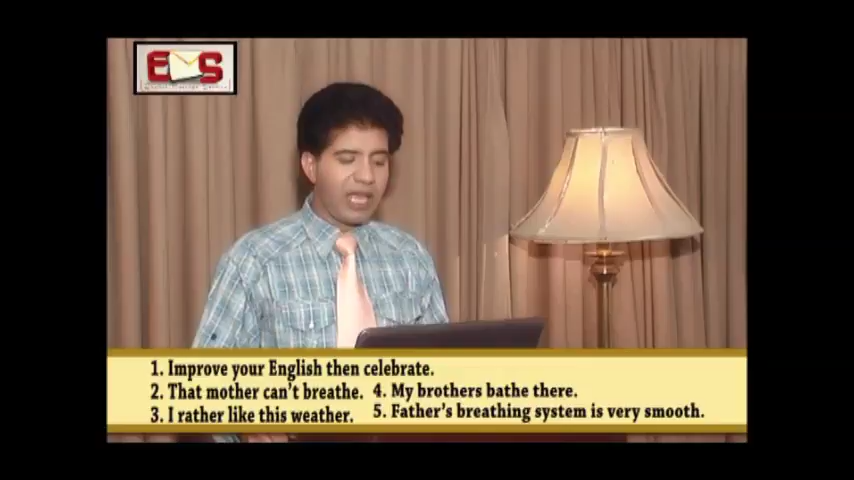 EMS
1. Improve your English then celebrate.
2. That mother can't breathe.
3. I rather like this weather.
4. My brothers bathe there.
5. Father's breathing system is very smooth.